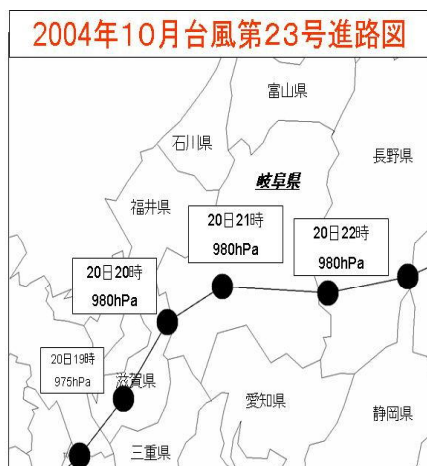 2004年10月台風第23号進路図
富山県
石川県
長野県
岐阜県
福井県
20日21時
980hPa
20日22時
980hPa
20日20時
980hPa
20日19時
975hPa
滋賀県
愛知県
静岡県
三重県